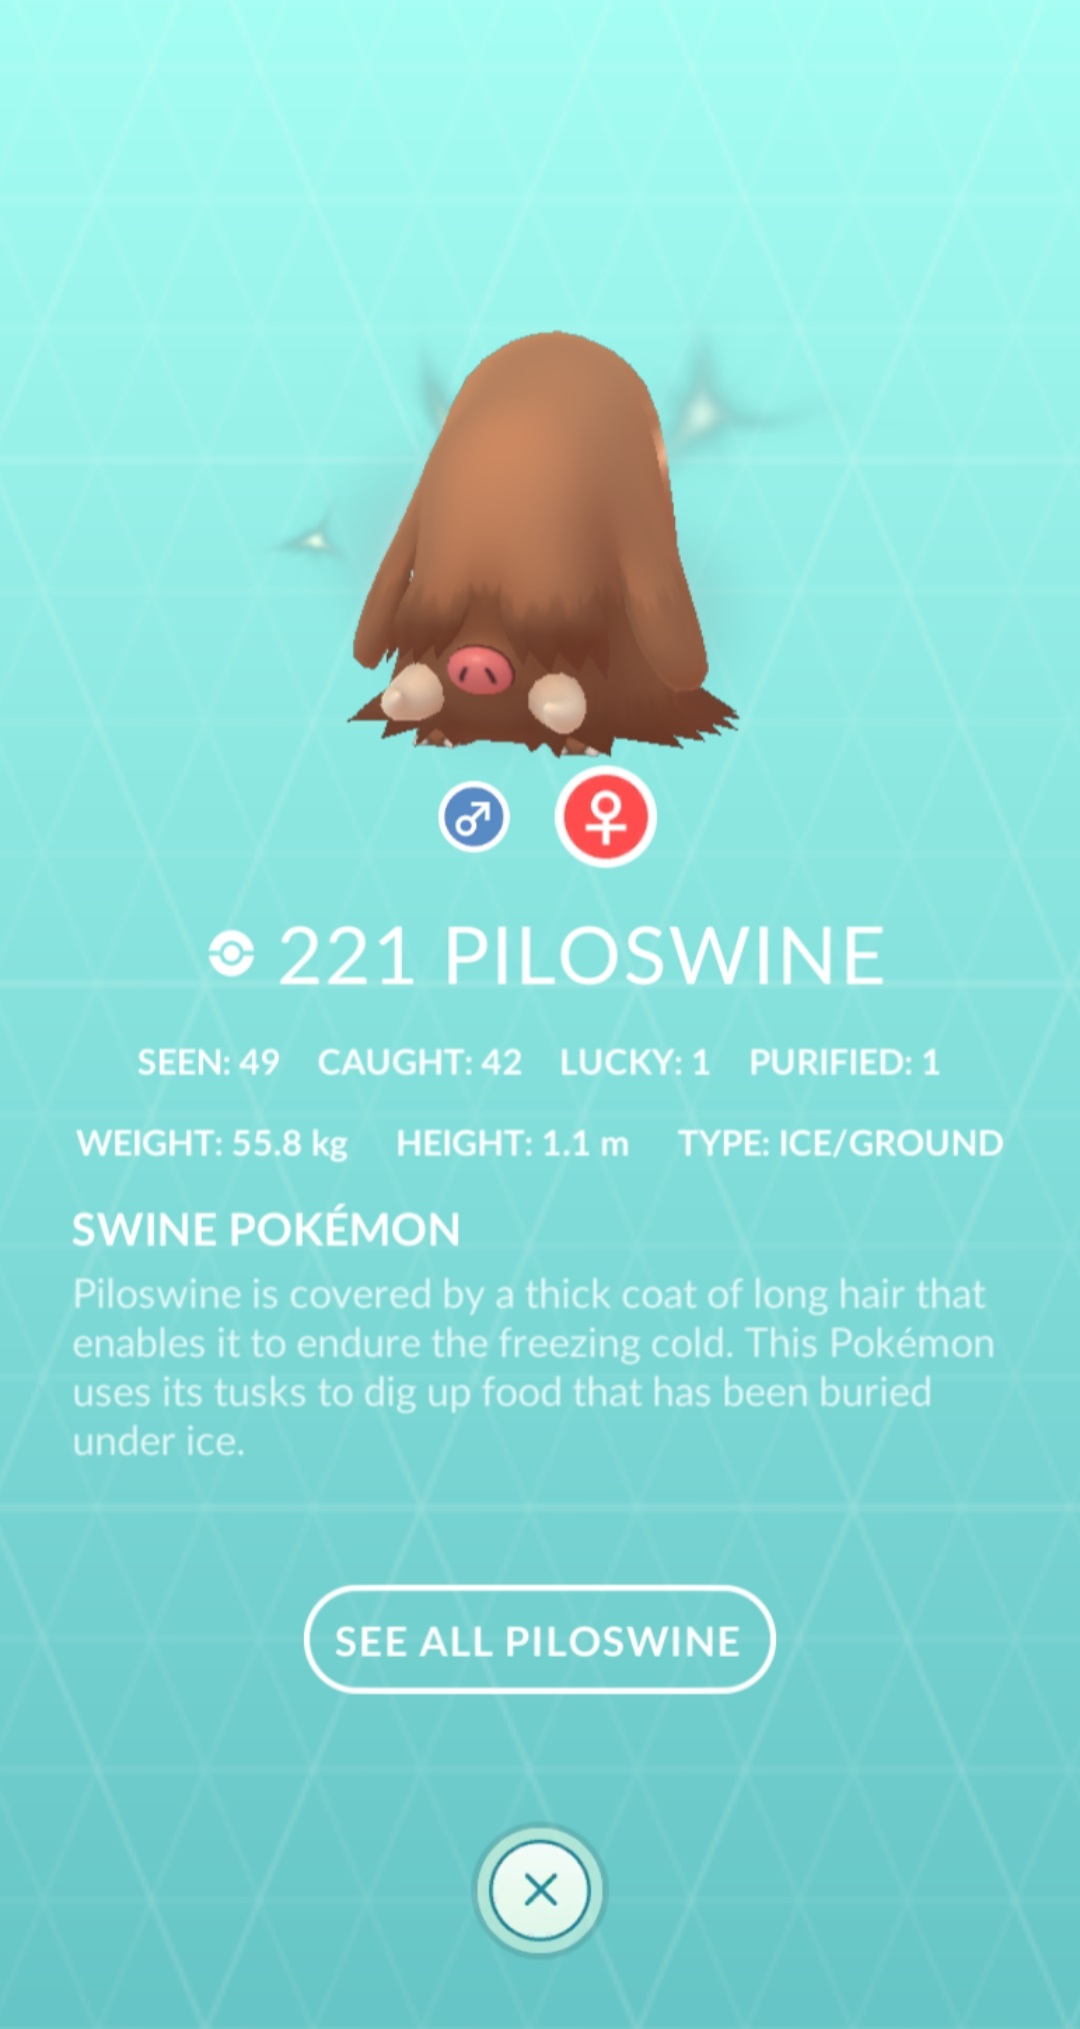 221 PILOSWINE
SEEN: 49 CAUGHT: 42 LUCKY: 1 PURIFIED: 1
WEIGHT: 55.8 kg HEIGHT: 1.1 m TYPE: ICE/GROUND
SWINE POKÉMON
Piloswine is covered by a thick coat of long hair that
enables it to endure the freezing cold. This Pokémon
uses its tusks to dig up food that has been buried
under ice.
SEE ALL PILOSWINE